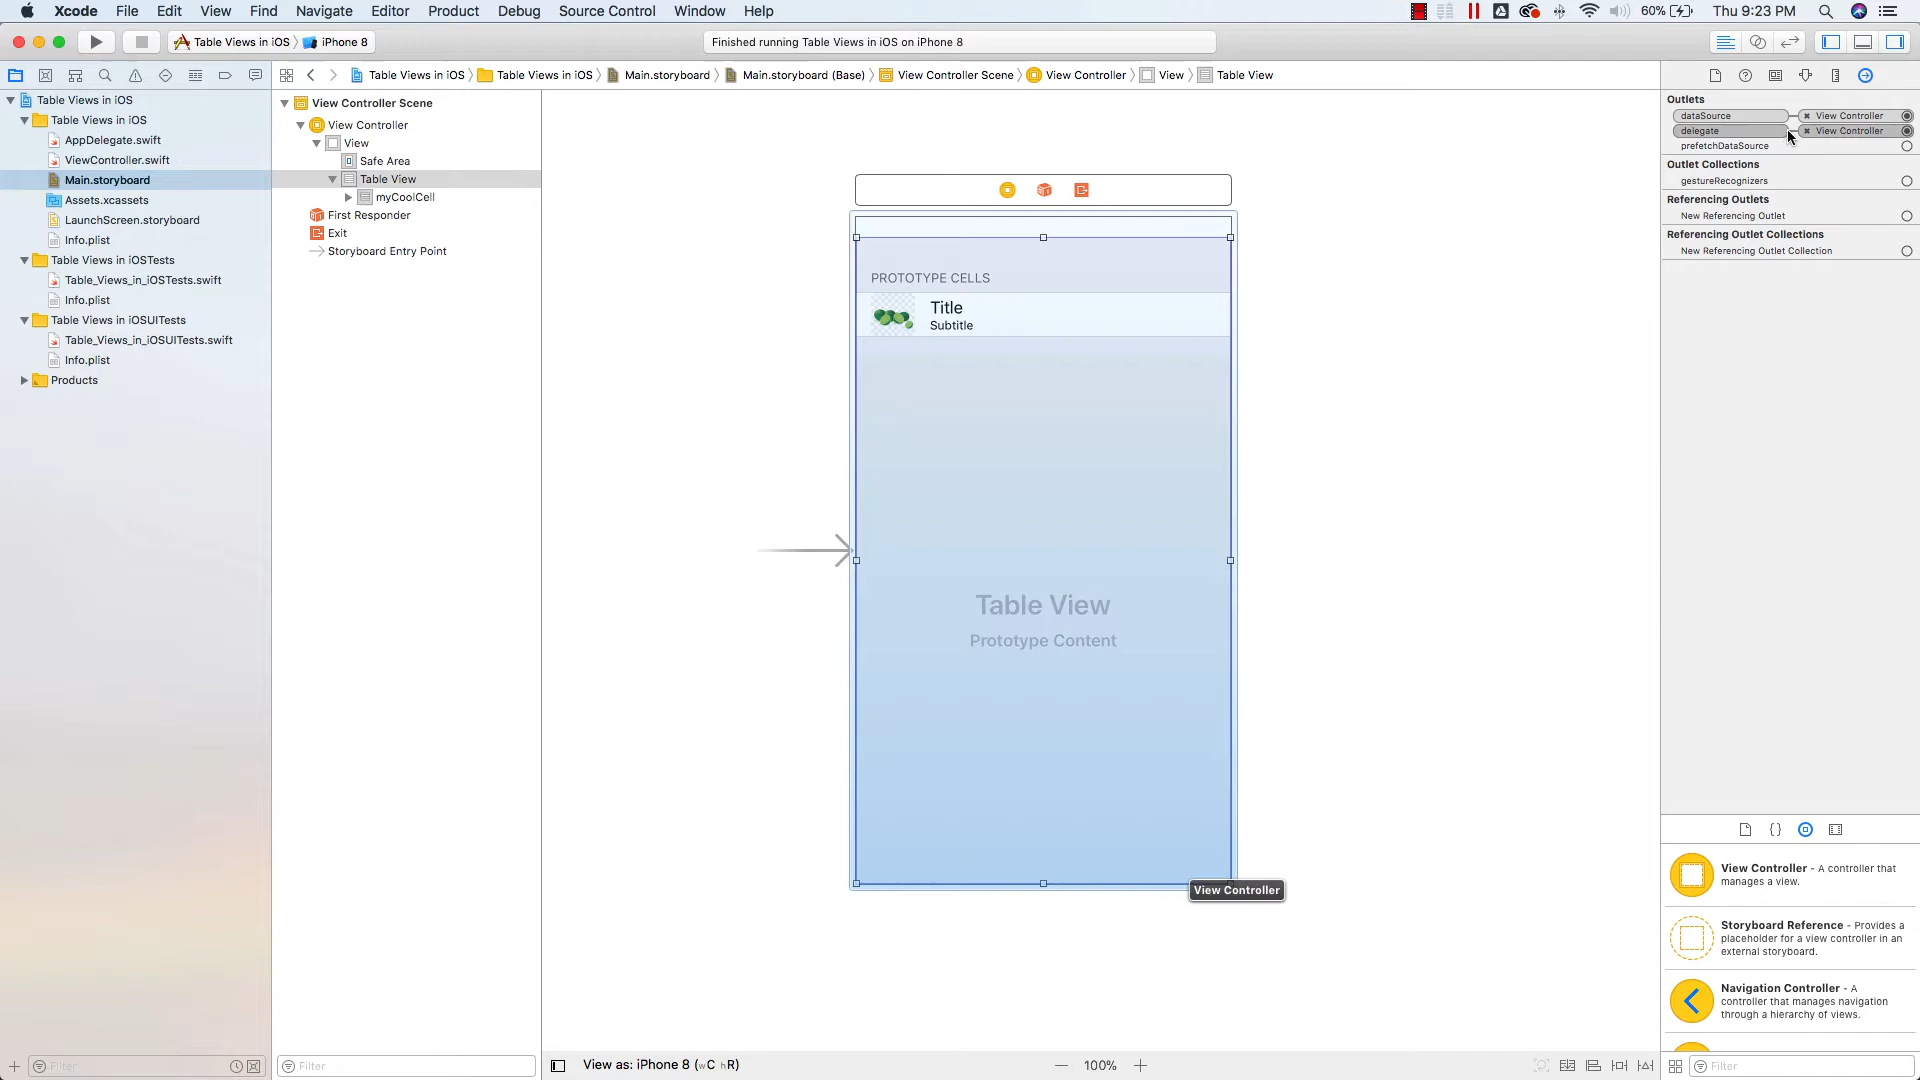 Xcode File Edit View Find Navigate Editor Product Debug Source Control Window Help 60% Thu 9:23 PM
Table Views in iOS iPhone 8 Finished running Table Views in iOS on iPhone 8
Table Views in iOS Table Views in iOS Main.storyboard Main.storyboard (Base) View Controller Scene View Controller View Table View
Table Views in iOS
Table Views in iOS
AppDelegate.swift
ViewController.swift
Main.storyboard
Assets.xcassets
LaunchScreen.storyboard
Info.plist
Table Views in iOSTests
Table_Views_in_iOSTests.swift
Info.plist
Table Views in iOSUITests
Table_Views_in_iOSUITests.swift
Info.plist
Products
Filter
View Controller Scene
View Controller
View
Safe Area
Table View
myCoolCell
First Responder
Exit
Storyboard Entry Point
Filter
PROTOTYPE CELLS
Title
Subtitle
Table View
Prototype Content
View Controller
View as: iPhone 8 (wC hR) 100%
Outlets
dataSource View Controller
delegate View Controller
prefetchDataSource
Outlet Collections
gestureRecognizers
Referencing Outlets
New Referencing Outlet
Referencing Outlet Collections
New Referencing Outlet Collection
View Controller - A controller that
manages a view.
Storyboard Reference - Provides a
placeholder for a view controller in an
external storyboard.
Navigation Controller - A
controller that manages navigation
through a hierarchy of views.
Filter